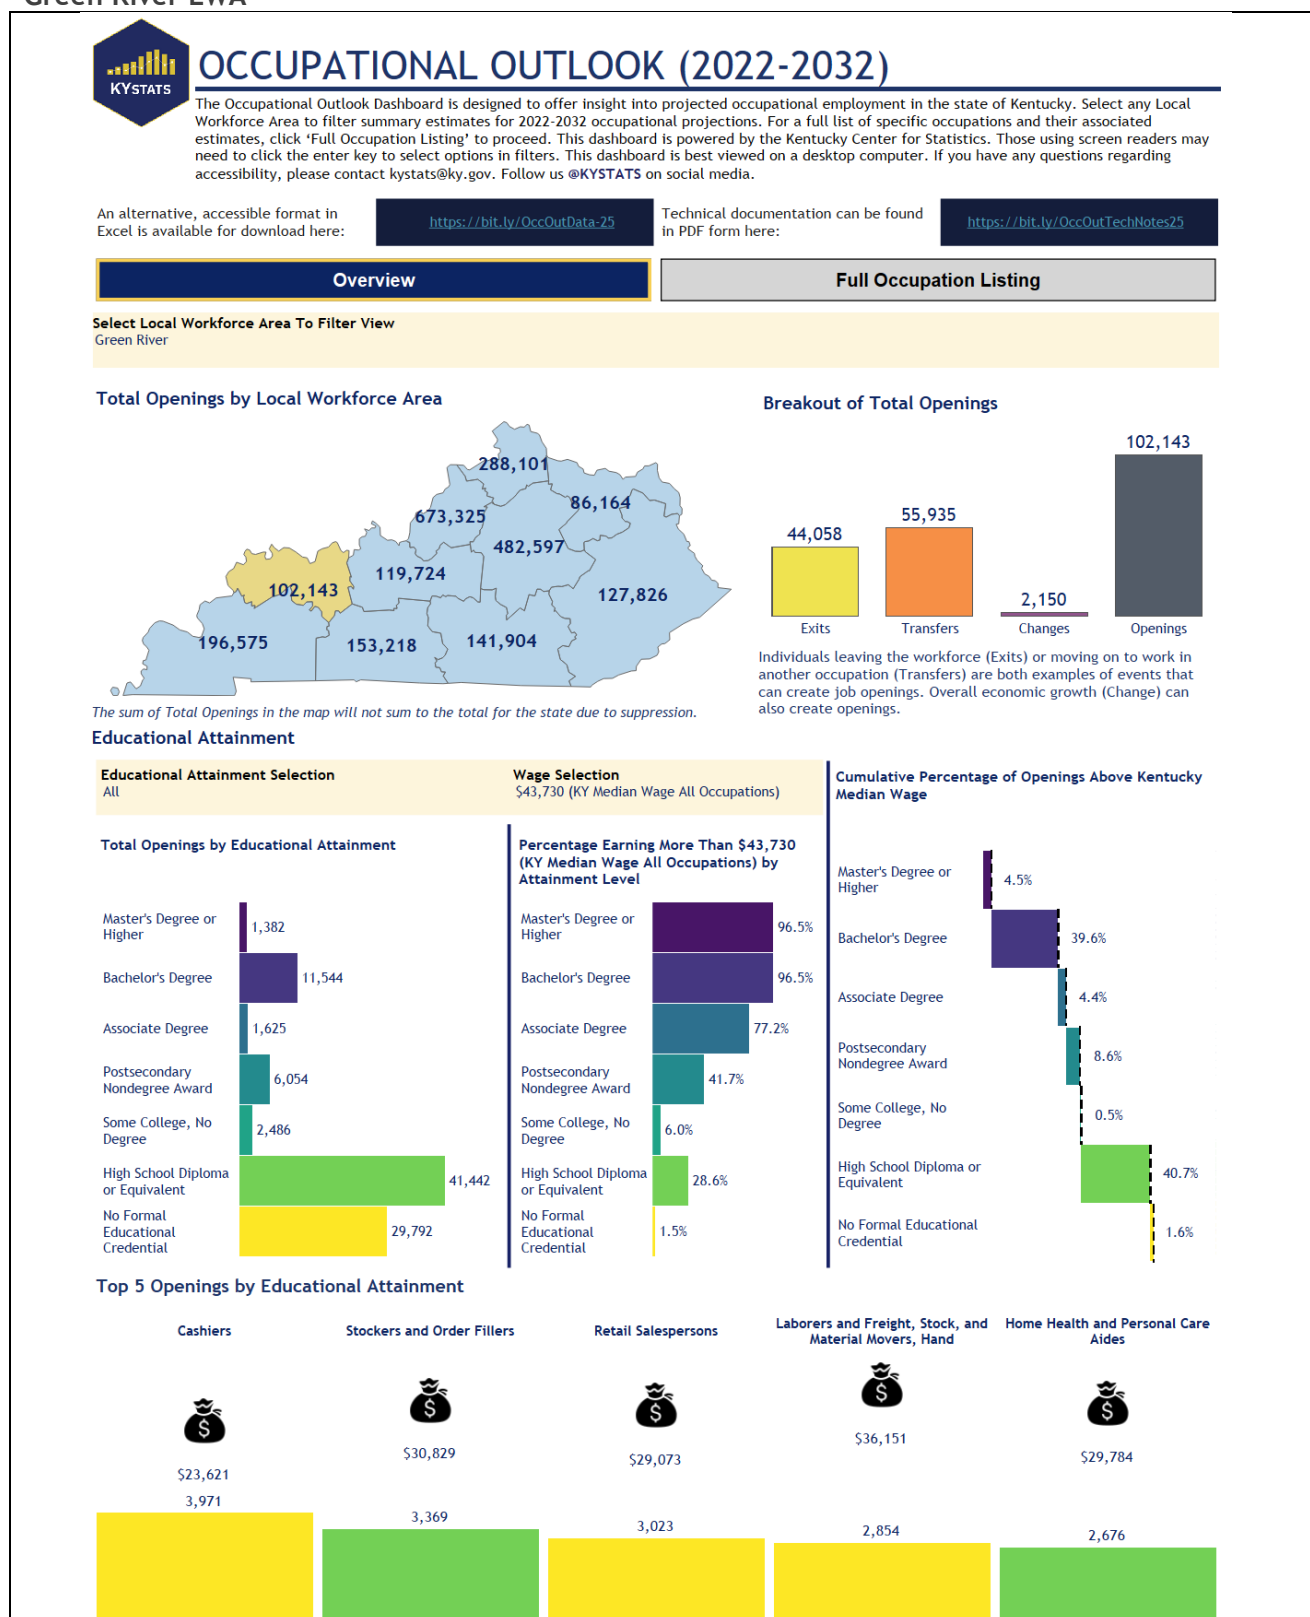 Green River LWA
KYSTATS
OCCUPATIONAL OUTLOOK (2022-2032)
The Occupational Outlook Dashboard is designed to offer insight into projected occupational employment in the state of Kentucky. Select any Local
Workforce Area to filter summary estimates for 2022-2032 occupational projections. For a full list of specific occupations and their associated
estimates, click 'Full Occupation Listing' to proceed. This dashboard is powered by the Kentucky Center for Statistics. Those using screen readers may
need to click the enter key to select options in filters. This dashboard is best viewed on a desktop computer. If you have any questions regarding
accessibility, please contact kystats@ky.gov. Follow us @KYSTATS on social media.
An alternative, accessible format in
Excel is available for download here:
https://bit.ly/OccOutData-25
Technical documentation can be found
in PDF form here:
https://bit.ly/OccOutTechNotes25
Overview
Full Occupation Listing
Select Local Workforce Area To Filter View
Green River
Total Openings by Local Workforce Area
288,101
86,164
673,325
482,597
119,724
102,143
127,826
196,575
153,218
141,904
The sum of Total Openings in the map will not sum to the total for the state due to suppression.
Breakout of Total Openings
102,143
55,935
44,058
2,150
Exits
Transfers
Changes
Openings
Individuals leaving the workforce (Exits) or moving on to work in
another occupation (Transfers) are both examples of events that
can create job openings. Overall economic growth (Change) can
also create openings.
Educational Attainment
Educational Attainment Selection
All
Wage Selection
$43,730 (KY Median Wage All Occupations)
Total Openings by Educational Attainment
Master's Degree or
Higher
1,382
Bachelor's Degree
11,544
Associate Degree
1,625
Postsecondary
Nondegree Award
6,054
Some College, No
Degree
2,486
High School Diploma
or Equivalent
41,442
No Formal
Educational
Credential
29,792
Percentage Earning More Than $43,730
(KY Median Wage All Occupations) by
Attainment Level
Master's Degree or
Higher
96.5%
Bachelor's Degree
96.5%
Associate Degree
77.2%
Postsecondary
Nondegree Award
41.7%
Some College, No
Degree
6.0%
High School Diploma
or Equivalent
28.6%
No Formal
Educational
Credential
1.5%
Cumulative Percentage of Openings Above Kentucky
Median Wage
Master's Degree or
Higher
4.5%
Bachelor's Degree
39.6%
Associate Degree
4.4%
Postsecondary
Nondegree Award
8.6%
Some College, No
Degree
0.5%
High School Diploma or
Equivalent
40.7%
No Formal Educational
Credential
1.6%
Top 5 Openings by Educational Attainment
Cashiers
$
$23,621
3,971
Stockers and Order Fillers
$
$30,829
3,369
Retail Salespersons
$
$29,073
3,023
Laborers and Freight, Stock, and
Material Movers, Hand
$
$36,151
2,854
Home Health and Personal Care
Aides
$
$29,784
2,676